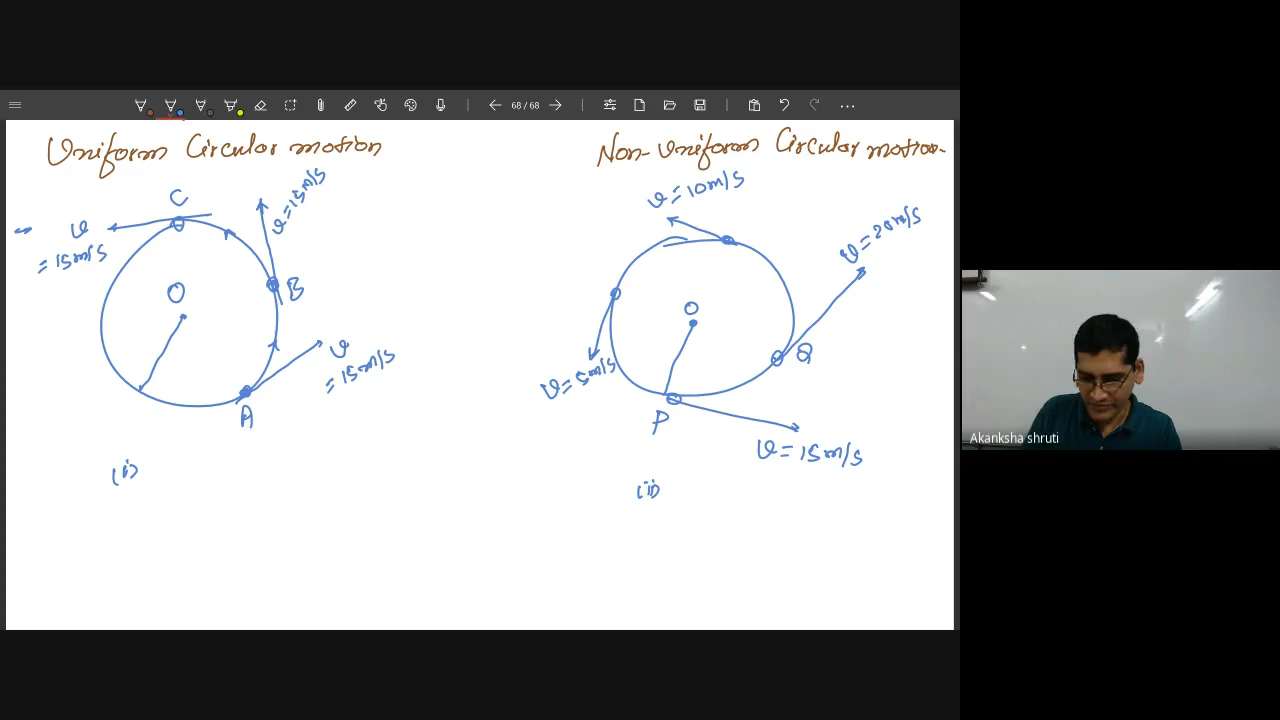 68 / 68
Uniform Circular motion
Non-Uniform Circular motion-
C
v
= 15m/s
v=15m/s
O
B
v
= 15m/s
A
(i)
v=10m/s
v=20m/s
O
Q
v=5m/s
P
v=15m/s
(ii)
Akanksha shruti